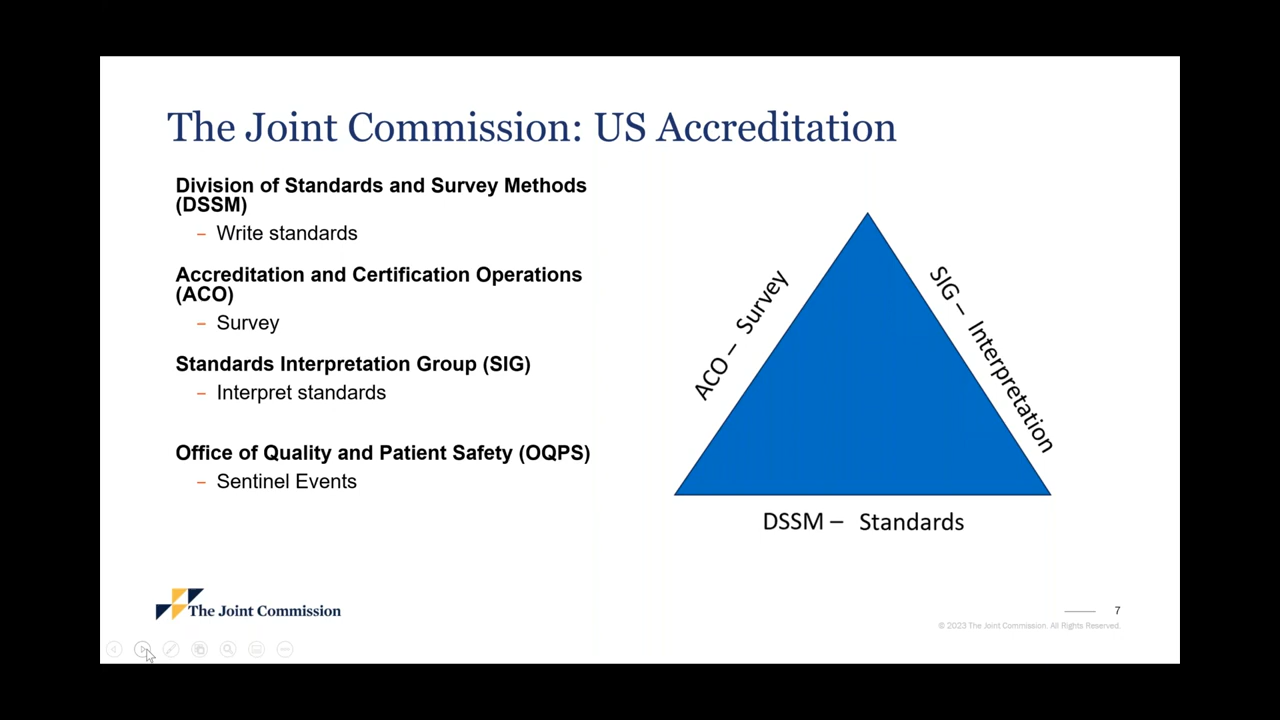 The Joint Commission: US Accreditation
Division of Standards and Survey Methods
(DSSM)
– Write standards
Accreditation and Certification Operations
(ACO)
– Survey
Standards Interpretation Group (SIG)
– Interpret standards
Office of Quality and Patient Safety (OQPS)
– Sentinel Events
ACO – Survey
SIG – Interpretation
DSSM – Standards
The Joint Commission
7
© 2023 The Joint Commission. All Rights Reserved.